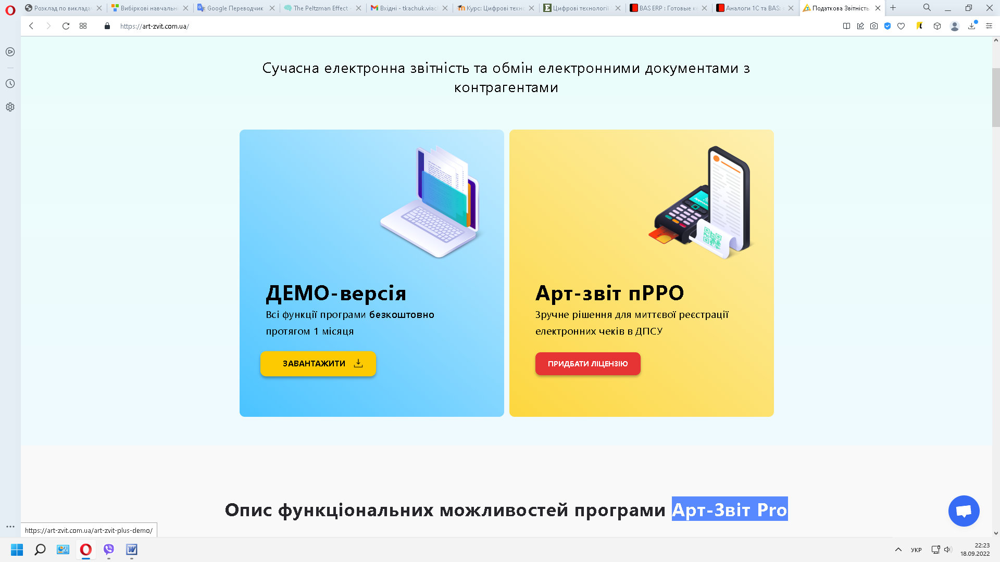 Розклад по виклада
Вибіркові навчальн
Google Переводчик
The Peltzman Effect -
Вхідні - tkachuk.viac
Курс: Цифрові техн
Цифрові технології
BAS ERP : Готовые к
Аналоги 1С та BAS:
Податкова Звітність
https://art-zvit.com.ua/
Сучасна електронна звітність та обмін електронними документами з
контрагентами
ДЕМО-версія
Всі функції програми безкоштовно
протягом 1 місяця
ЗАВАНТАЖИТИ
Арт-звіт пРРО
Зручне рішення для миттєвої реєстрації
електронних чеків в ДПСУ
ПРИДБАТИ ЛІЦЕНЗІЮ
Опис функціональних можливостей програми Арт-Звіт Pro
https://art-zvit.com.ua/art-zvit-plus-demo/
УКР
22:23
18.09.2022